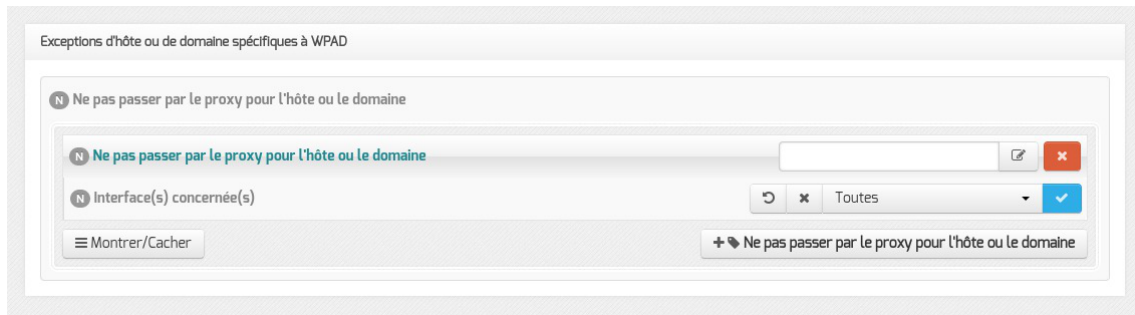 Exceptions d'hôte ou de domaine spécifiques à WPAD
N Ne pas passer par le proxy pour l'hôte ou le domaine
N Ne pas passer par le proxy pour l'hôte ou le domaine
N Interface(s) concernée(s) Toutes
Montrer/Cacher Ne pas passer par le proxy pour l'hôte ou le domaine